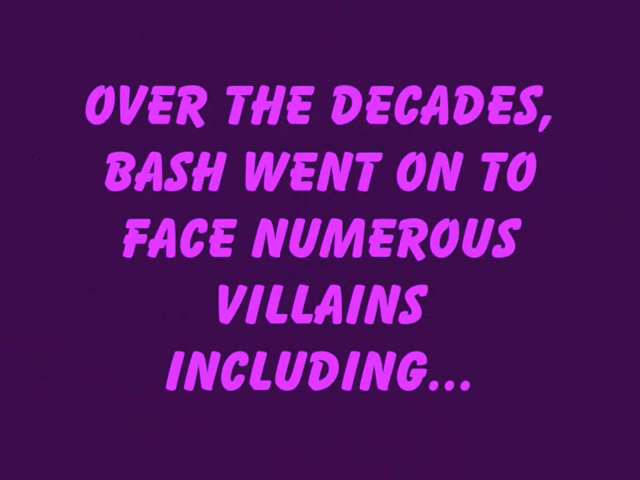 OVER THE DECADES,
BASH WENT ON TO
FACE NUMEROUS
VILLAINS
INCLUDING...